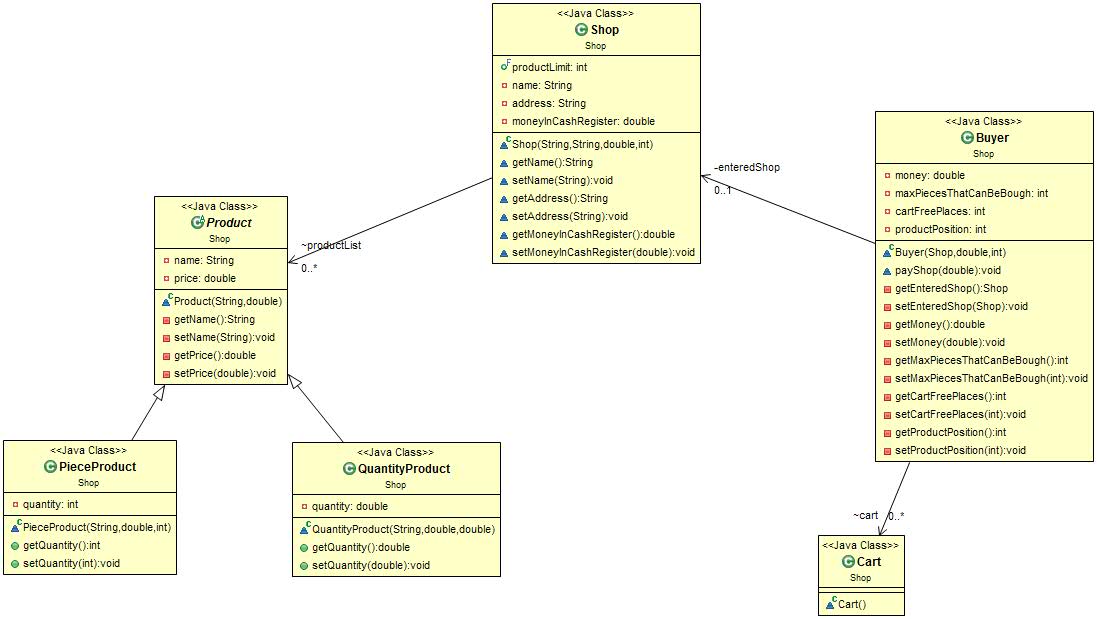 <<Java Class>>
Shop
Shop
productLimit: int
name: String
address: String
moneyInCashRegister: double
Shop(String,String,double,int)
getName():String
setName(String):void
getAddress():String
setAddress(String):void
getMoneyInCashRegister():double
setMoneyInCashRegister(double):void
<<Java Class>>
Buyer
Shop
money: double
maxPiecesThatCanBeBough: int
cartFreePlaces: int
productPosition: int
Buyer(Shop,double,int)
payShop(double):void
getEnteredShop():Shop
setEnteredShop(Shop):void
getMoney():double
setMoney(double):void
getMaxPiecesThatCanBeBough():int
setMaxPiecesThatCanBeBough(int):void
getCartFreePlaces():int
setCartFreePlaces(int):void
getProductPosition():int
setProductPosition(int):void
-enteredShop
0..1
<<Java Class>>
Product
Shop
name: String
price: double
Product(String,double)
getName():String
setName(String):void
getPrice():double
setPrice(double):void
~productList
0..*
<<Java Class>>
PieceProduct
Shop
quantity: int
PieceProduct(String,double,int)
getQuantity():int
setQuantity(int):void
<<Java Class>>
QuantityProduct
Shop
quantity: double
QuantityProduct(String,double,double)
getQuantity():double
setQuantity(double):void
~cart 0..*
<<Java Class>>
Cart
Shop
Cart()